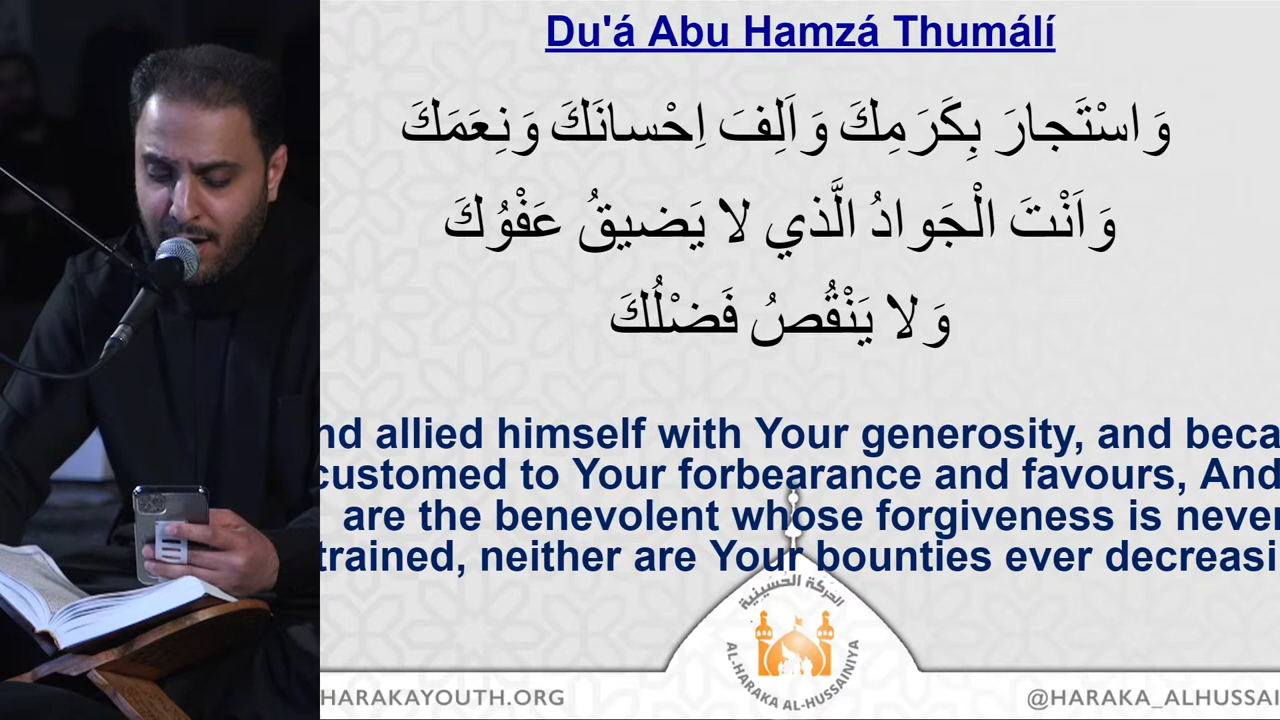 Du'á Abu Hamzá Thumálí
وَاسْتَجارَ بِكَرَمِكَ وَاَلِفَ اِحْسانَكَ وَنِعَمَكَ
وَاَنْتَ الْجَوادُ الَّذي لا يَضيقُ عَفْوُكَ
وَلا يَنْقُصُ فَضْلُكَ
nd allied himself with Your generosity, and beca
customed to Your forbearance and favours, And
are the benevolent whose forgiveness is never
trained, neither are Your bounties ever decreasi
الحركة الحسينية
AL-HARAKA AL-HUSSAINIYA
HARAKAYOUTH.ORG
@HARAKA_ALHUSSAI